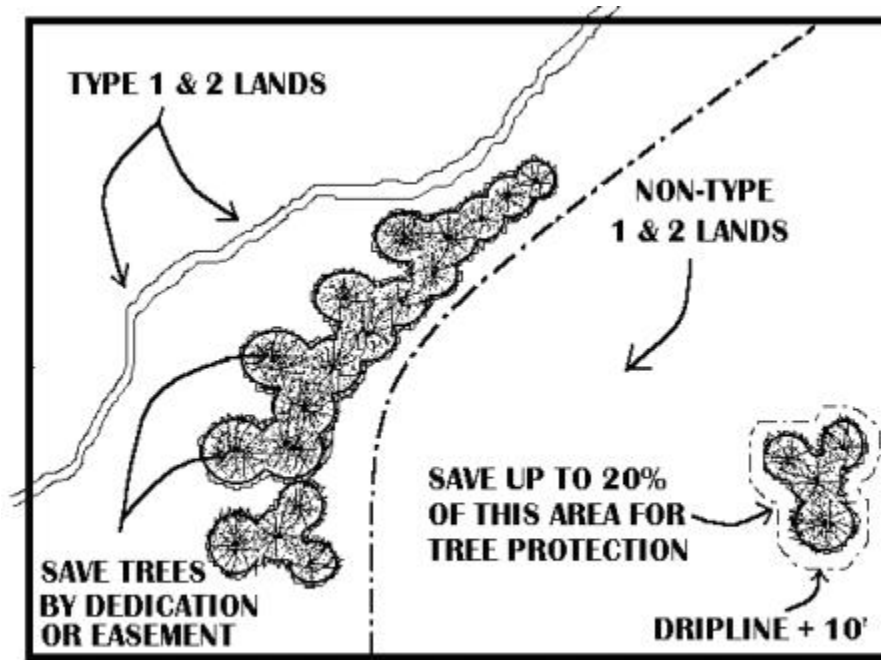 TYPE 1 & 2 LANDS
NON-TYPE
1 & 2 LANDS
SAVE UP TO 20%
OF THIS AREA FOR
TREE PROTECTION
SAVE TREES
BY DEDICATION
OR EASEMENT
DRIPLINE + 10'